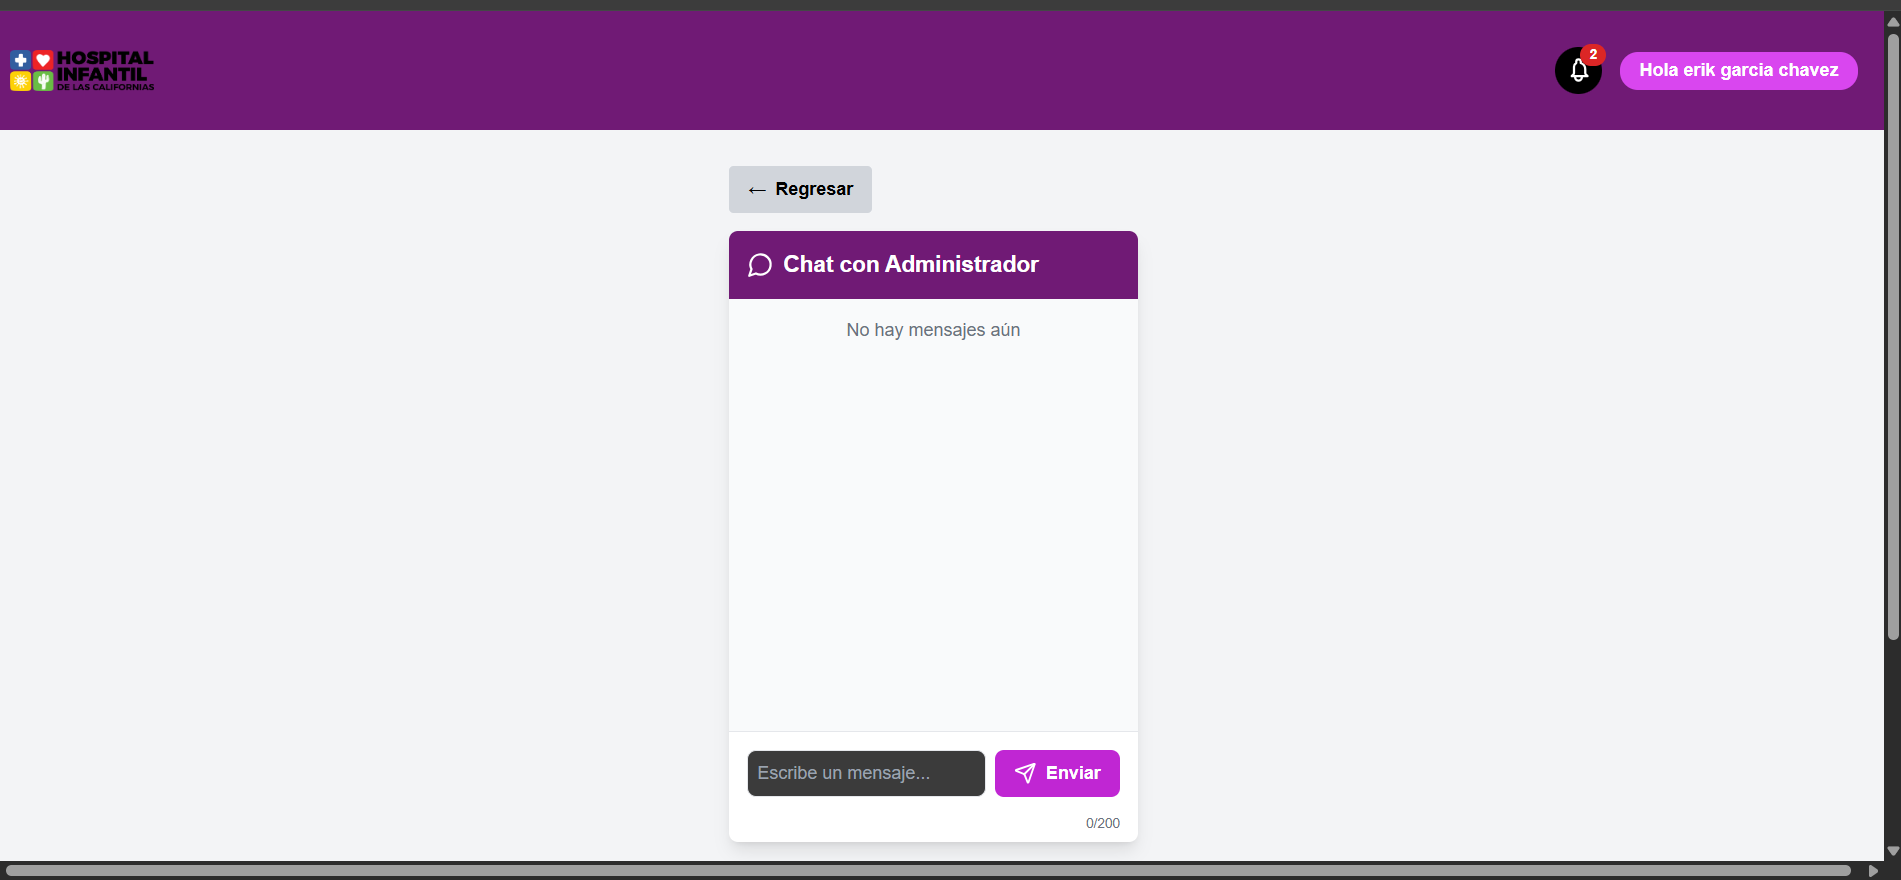 HOSPITAL
INFANTIL
DE LAS CALIFORNIAS
2
Hola erik garcia chavez
← Regresar
Chat con Administrador
No hay mensajes aún
Escribe un mensaje...
Enviar
0/200